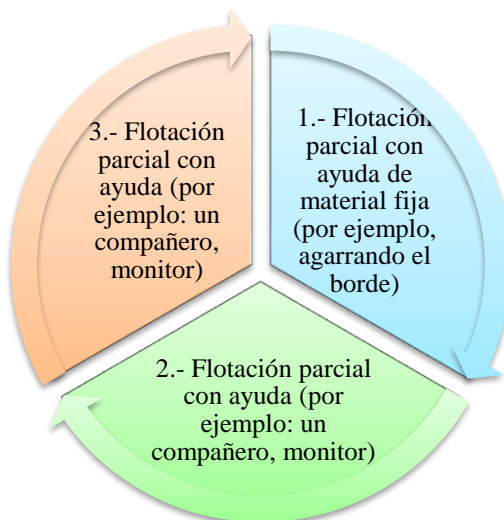 1.- Flotación
parcial con
ayuda de
material fija
(por ejemplo,
agarrando el
borde)
2.- Flotación parcial
con ayuda (por
ejemplo: un
compañero, monitor)
3.- Flotación
parcial con
ayuda (por
ejemplo: un
compañero,
monitor)